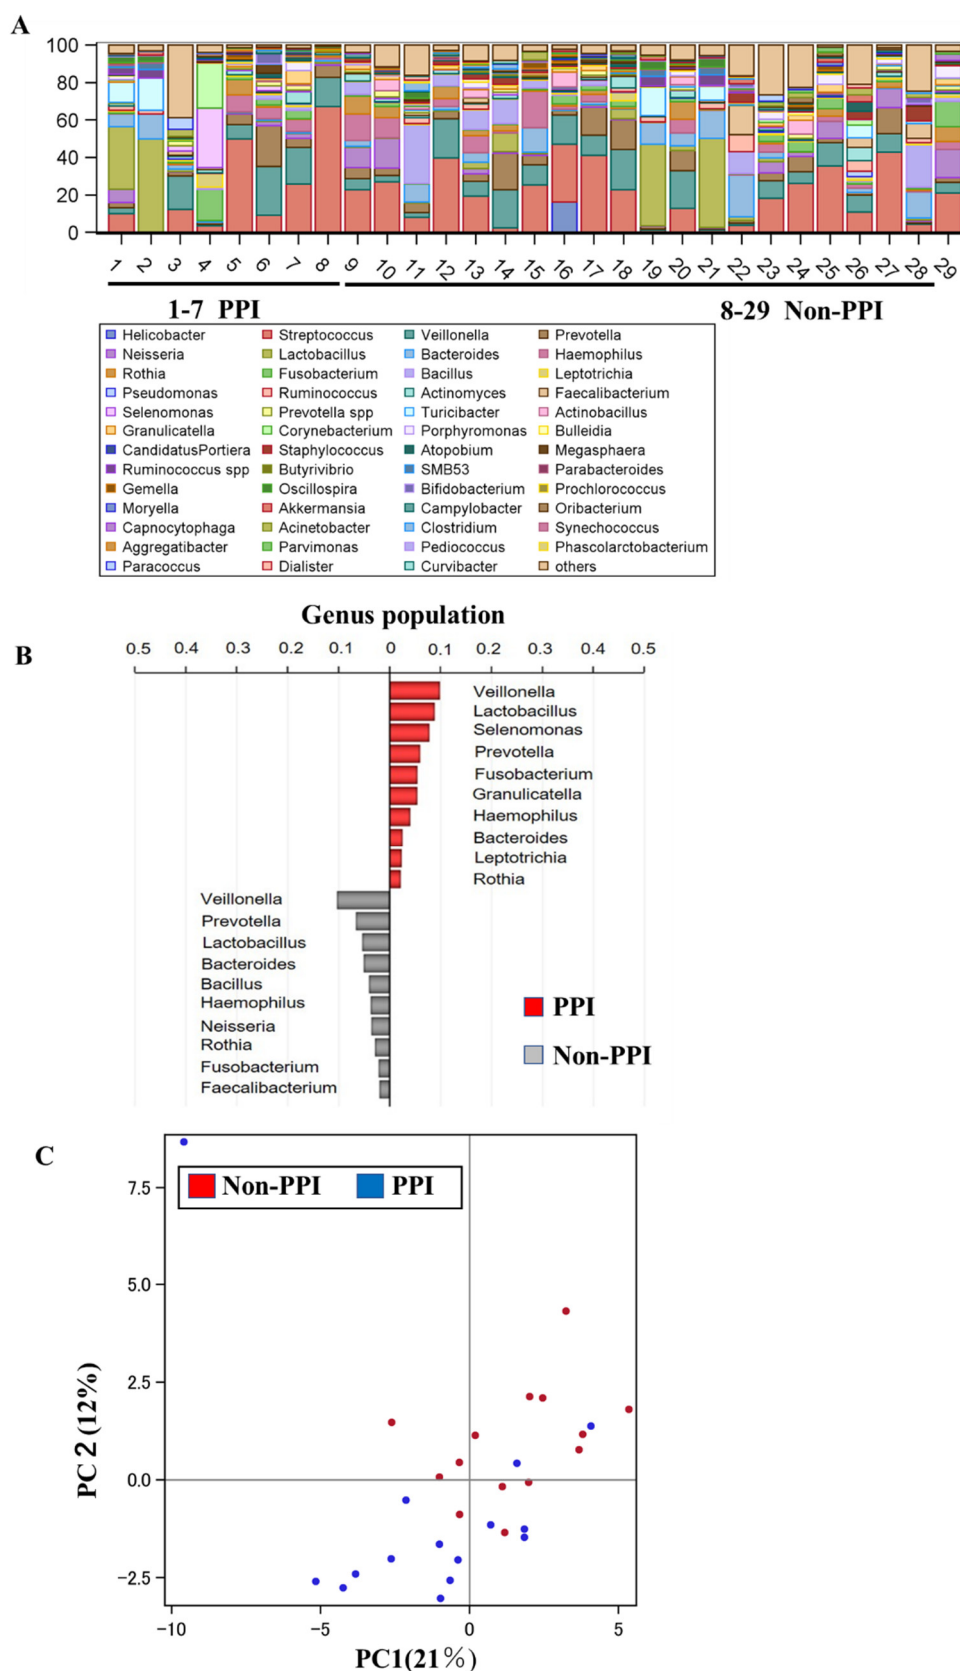 A
100
80
60
40
20
0
1 2 3 4 5 6 7 8 9 10 11 12 13 14 15 16 17 18 19 20 21 22 23 24 25 26 27 28 29
1-7 PPI 8-29 Non-PPI
Helicobacter Streptococcus Veillonella Prevotella
Neisseria Lactobacillus Bacteroides Haemophilus
Rothia Fusobacterium Bacillus Leptotrichia
Pseudomonas Ruminococcus Actinomyces Faecalibacterium
Selenomonas Prevotella spp Turicibacter Actinobacillus
Granulicatella Corynebacterium Porphyromonas Bulleidia
CandidatusPortiera Staphylococcus Atopobium Megasphaera
Ruminococcus spp Butyrivibrio SMB53 Parabacteroides
Gemella Oscillospira Bifidobacterium Prochlorococcus
Moryella Akkermansia Campylobacter Oribacterium
Capnocytophaga Acinetobacter Clostridium Synechococcus
Aggregatibacter Parvimonas Pediococcus Phascolarctobacterium
Paracoccus Dialister Curvibacter others
Genus population
B
0.5 0.4 0.3 0.2 0.1 0 0.1 0.2 0.3 0.4 0.5
Veillonella
Lactobacillus
Selenomonas
Prevotella
Fusobacterium
Granulicatella
Haemophilus
Bacteroides
Leptotrichia
Rothia
Veillonella
Prevotella
Lactobacillus
Bacteroides
Bacillus
Haemophilus
Neisseria
Rothia
Fusobacterium
Faecalibacterium
PPI
Non-PPI
C
Non-PPI PPI
7.5
5.0
2.5
0.0
−2.5
PC 2 (12%)
−10 −5 0 5
PC1(21%)